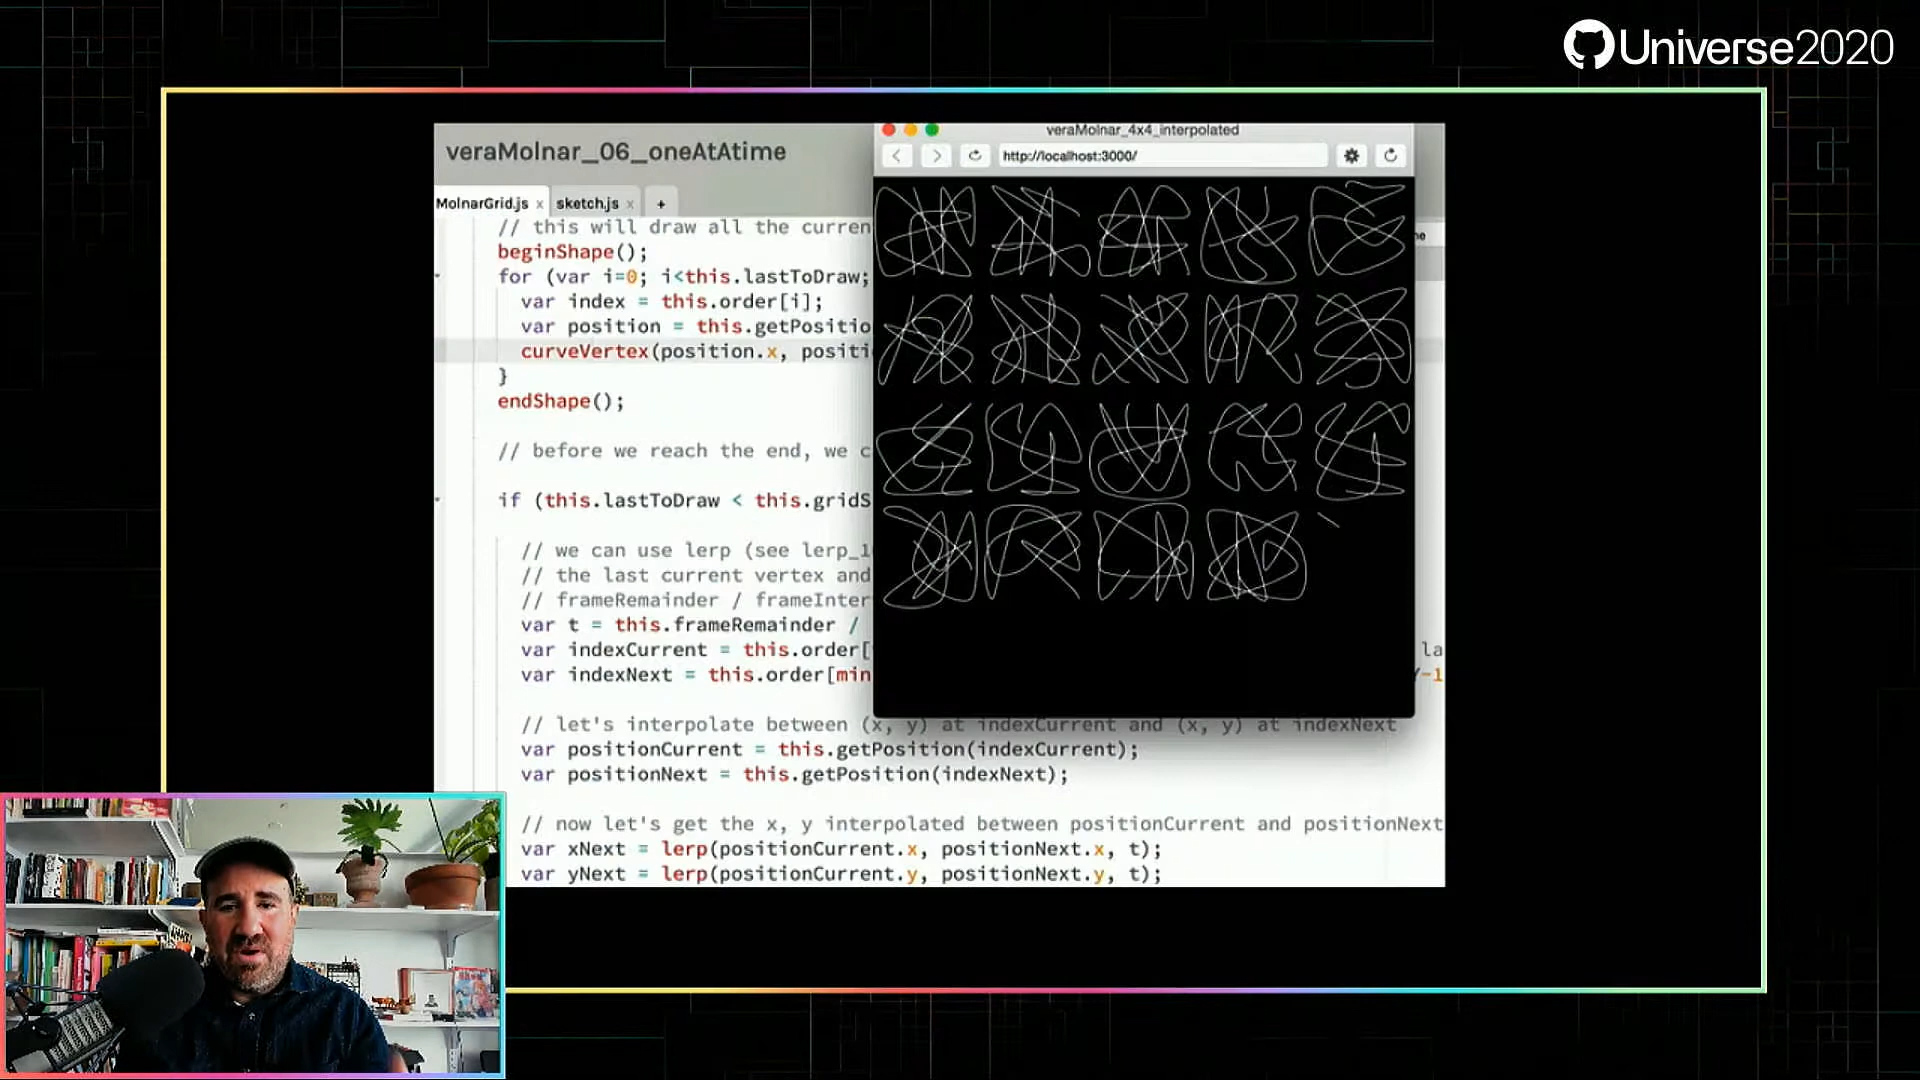 Universe2020
veraMolnar_06_oneAtAtime
MolnarGrid.js x sketch.js x +
// this will draw all the curren
beginShape();
for (var i=0; i<this.lastToDraw;
var index = this.order[i];
var position = this.getPositio
curveVertex(position.x, positi
}
endShape();
// before we reach the end, we c
if (this.lastToDraw < this.gridS
// we can use lerp (see lerp_1
// the last current vertex and
// frameRemainder / frameInter
var t = this.frameRemainder /
var indexCurrent = this.order[ la
var indexNext = this.order[min -1
// let's interpolate between (x, y) at indexCurrent and (x, y) at indexNext
var positionCurrent = this.getPosition(indexCurrent);
var positionNext = this.getPosition(indexNext);
// now let's get the x, y interpolated between positionCurrent and positionNext
var xNext = lerp(positionCurrent.x, positionNext.x, t);
var yNext = lerp(positionCurrent.y, positionNext.y, t);
veraMolnar_4x4_interpolated
http://localhost:3000/
ne